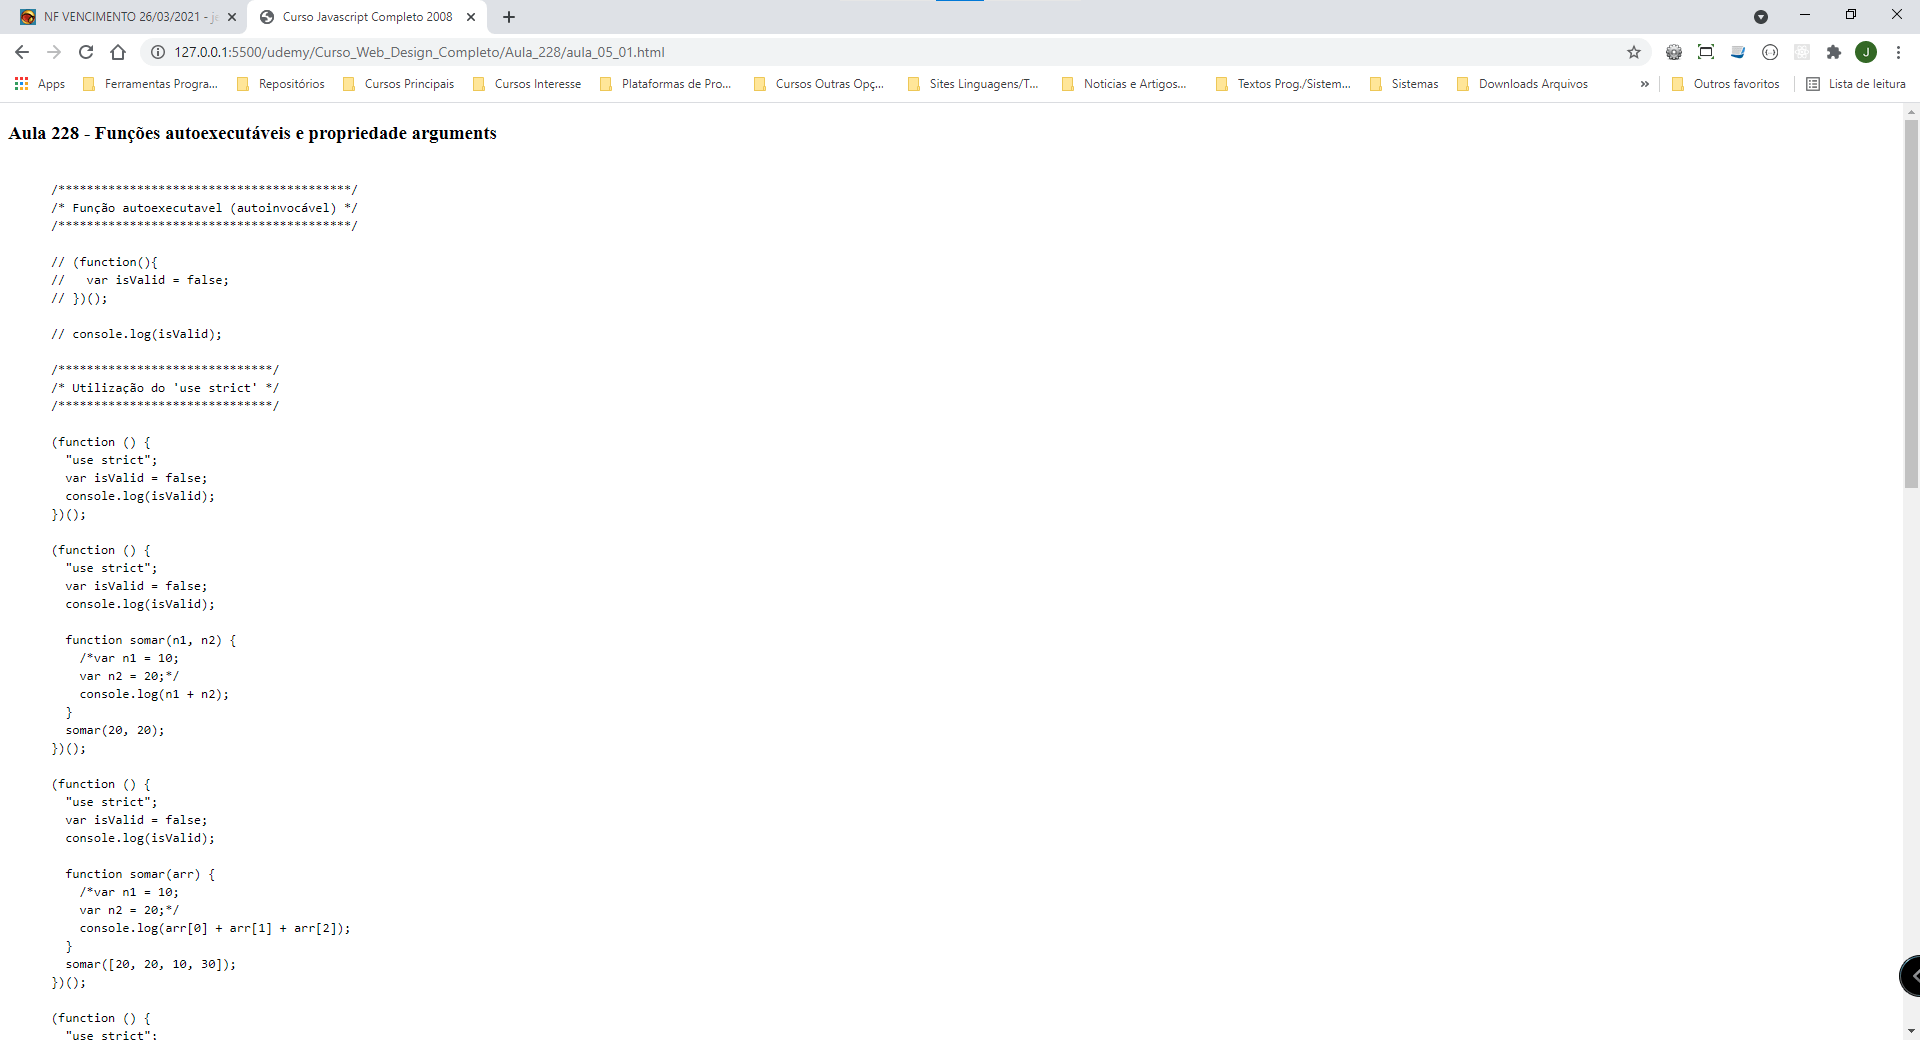 NF VENCIMENTO 26/03/2021 - je
Curso Javascript Completo 2008
127.0.0.1:5500/udemy/Curso_Web_Design_Completo/Aula_228/aula_05_01.html
J
Apps
Ferramentas Progra...
Repositórios
Cursos Principais
Cursos Interesse
Plataformas de Pro...
Cursos Outras Opç...
Sites Linguagens/T...
Noticias e Artigos...
Textos Prog./Sistem...
Sistemas
Downloads Arquivos
»
Outros favoritos
Lista de leitura
Aula 228 - Funções autoexecutáveis e propriedade arguments
/*****************************************/
/* Função autoexecutavel (autoinvocável) */
/*****************************************/
// (function(){
//   var isValid = false;
// })();
// console.log(isValid);
/******************************/
/* Utilização do 'use strict' */
/******************************/
(function () {
  "use strict";
  var isValid = false;
  console.log(isValid);
})();
(function () {
  "use strict";
  var isValid = false;
  console.log(isValid);
  function somar(n1, n2) {
    /*var n1 = 10;
    var n2 = 20;*/
    console.log(n1 + n2);
  }
  somar(20, 20);
})();
(function () {
  "use strict";
  var isValid = false;
  console.log(isValid);
  function somar(arr) {
    /*var n1 = 10;
    var n2 = 20;*/
    console.log(arr[0] + arr[1] + arr[2]);
  }
  somar([20, 20, 10, 30]);
})();
(function () {
  "use strict";